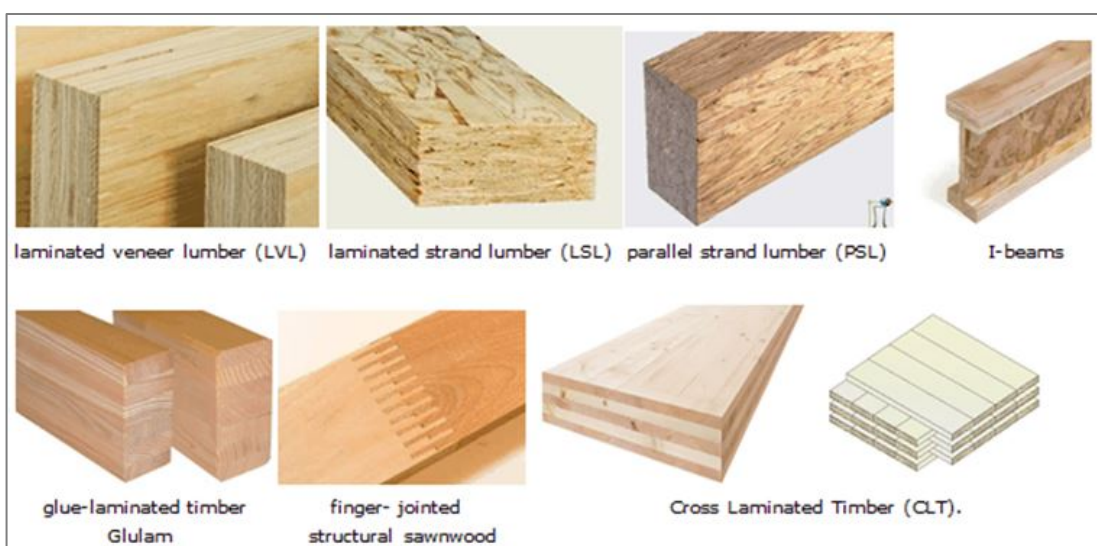 laminated veneer lumber (LVL)
laminated strand lumber (LSL)
parallel strand lumber (PSL)
I-beams
glue-laminated timber
Glulam
finger- jointed
structural sawnwood
Cross Laminated Timber (CLT).